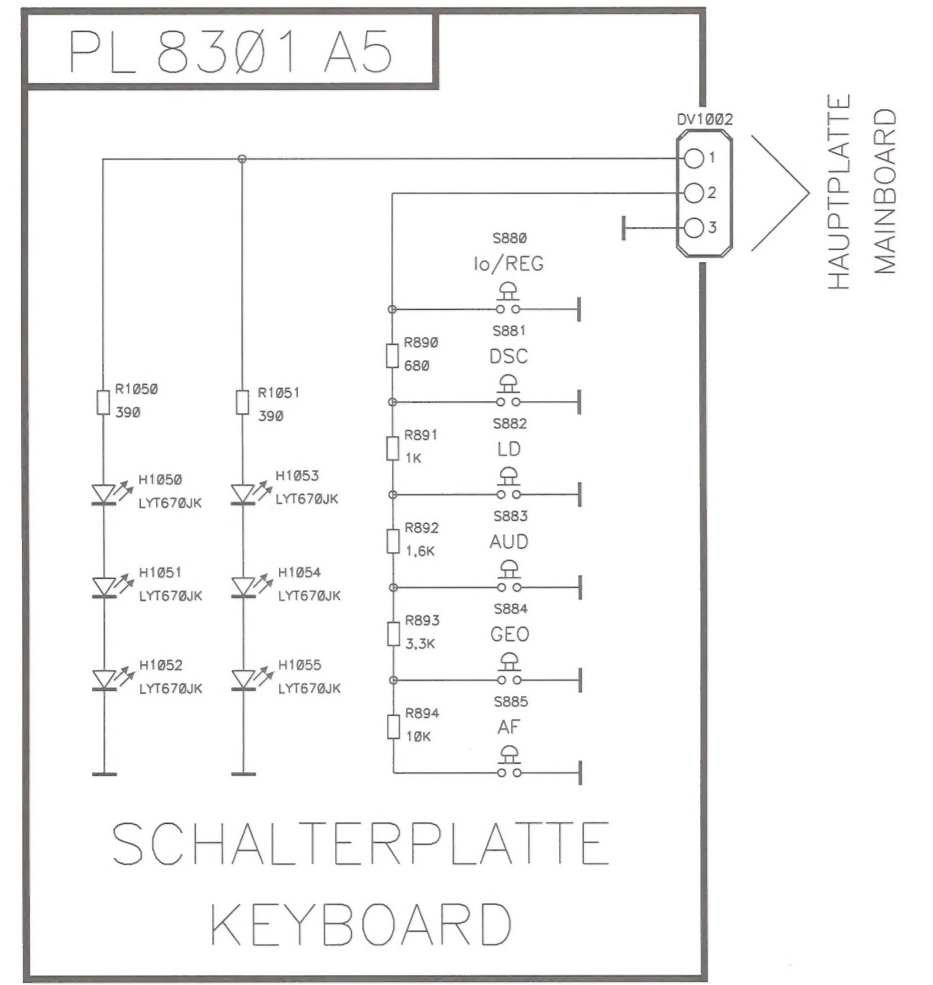 PL 8301 A5
DV1002
1
2
3
HAUPTPLATTE
MAINBOARD
S880
lo/REG
S881
DSC
R890
680
R1050
390
R1051
390
S882
LD
R891
1K
H1050
LYT670JK
H1053
LYT670JK
S883
AUD
R892
1,6K
H1051
LYT670JK
H1054
LYT670JK
S884
GEO
R893
3,3K
H1052
LYT670JK
H1055
LYT670JK
S885
AF
R894
10K
SCHALTERPLATTE
KEYBOARD